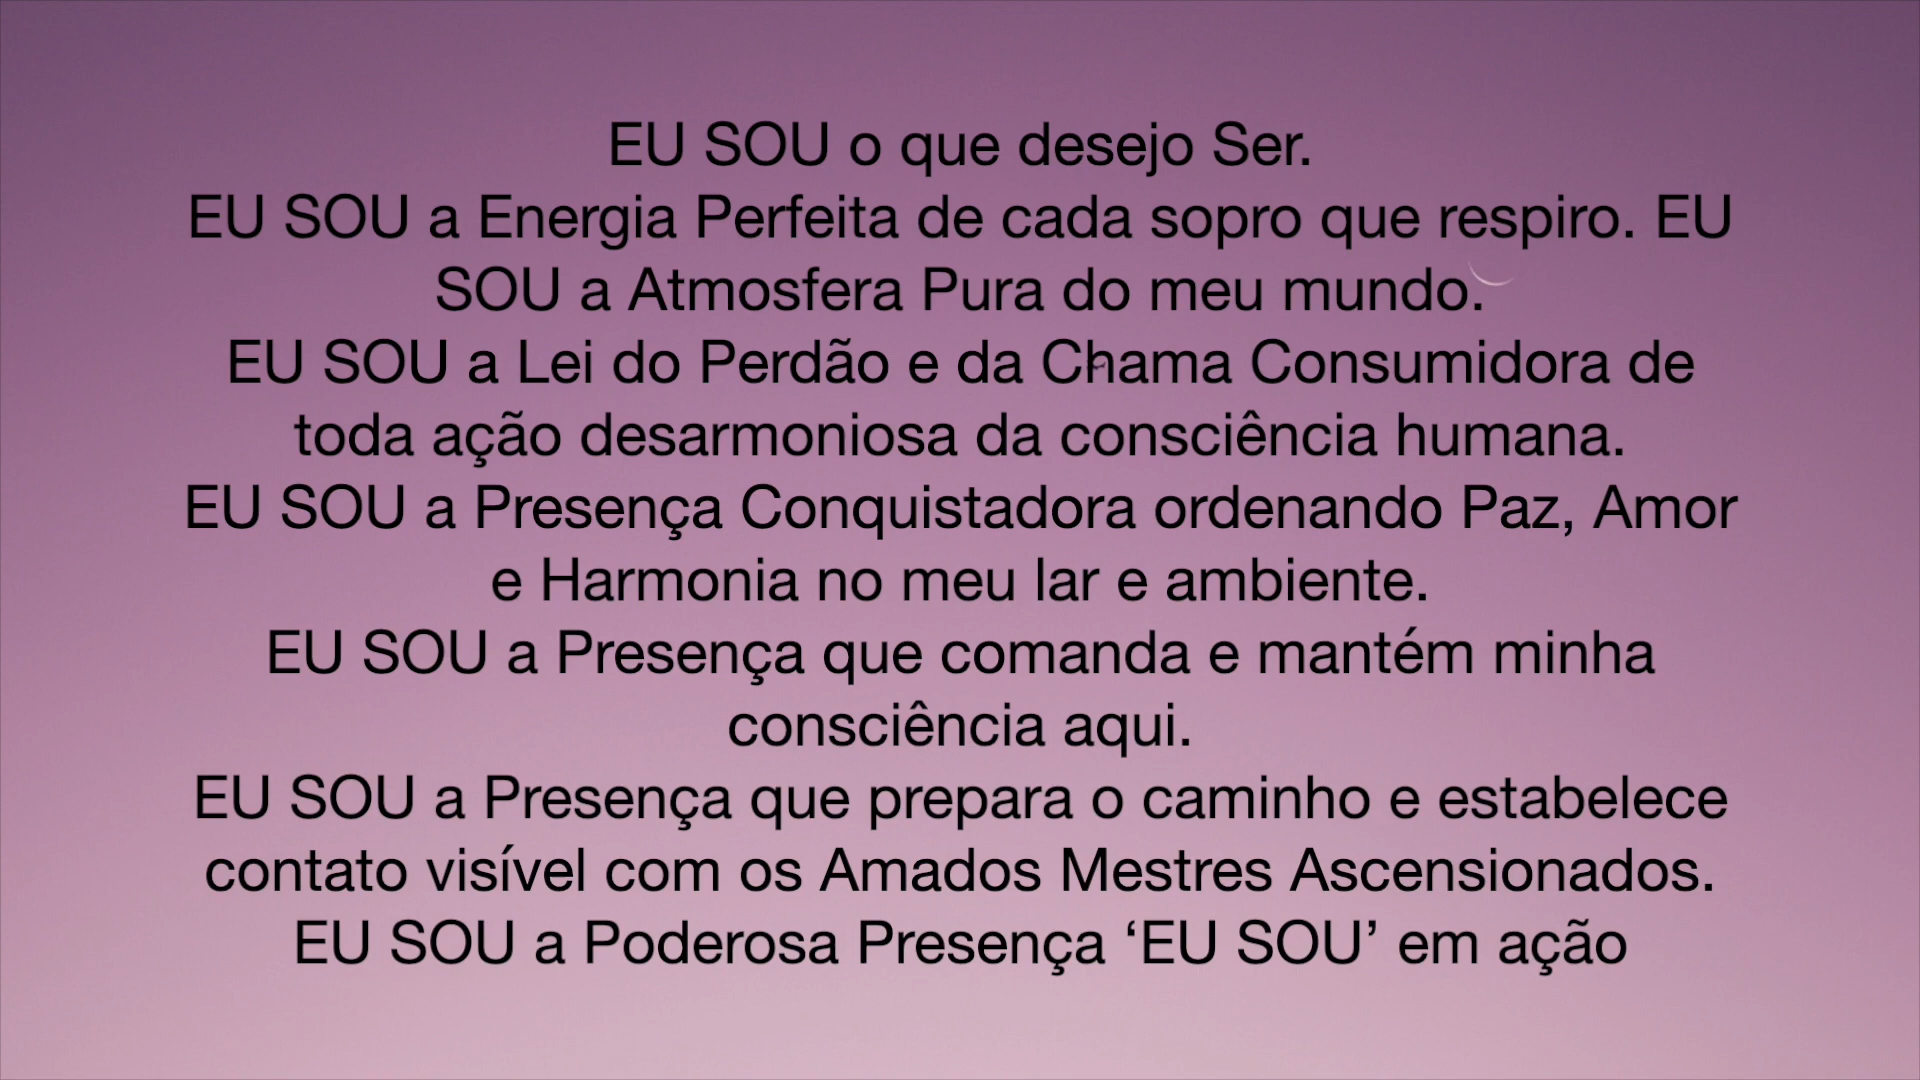 EU SOU o que desejo Ser.
EU SOU a Energia Perfeita de cada sopro que respiro. EU
SOU a Atmosfera Pura do meu mundo.
EU SOU a Lei do Perdão e da Chama Consumidora de
toda ação desarmoniosa da consciência humana.
EU SOU a Presença Conquistadora ordenando Paz, Amor
e Harmonia no meu lar e ambiente.
EU SOU a Presença que comanda e mantém minha
consciência aqui.
EU SOU a Presença que prepara o caminho e estabelece
contato visível com os Amados Mestres Ascensionados.
EU SOU a Poderosa Presença ‘EU SOU’ em ação